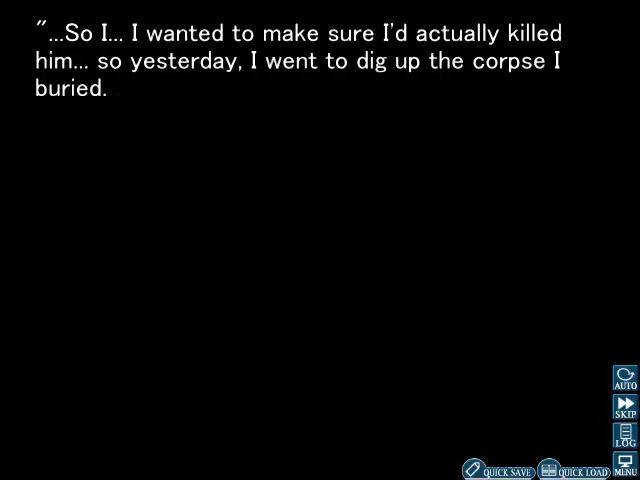 "...So I... I wanted to make sure I'd actually killed
him... so yesterday, I went to dig up the corpse I
buried.
AUTO
SKIP
LOG
MENU
QUICK SAVE QUICK LOAD